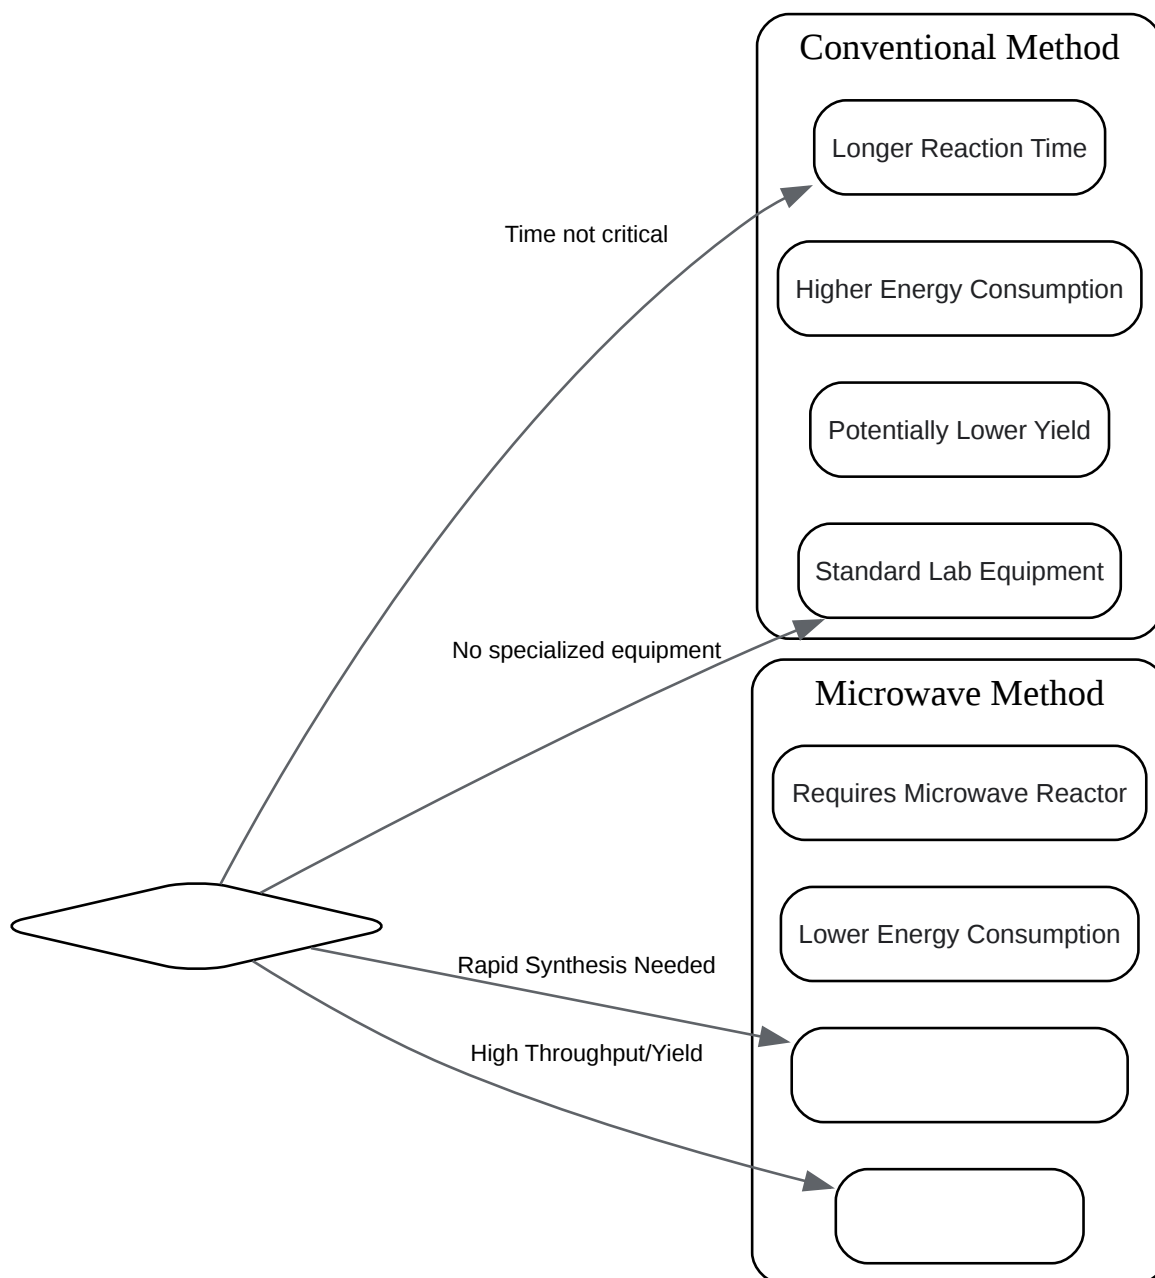 Conventional Method
Longer Reaction Time
Time not critical
Higher Energy Consumption
Potentially Lower Yield
Standard Lab Equipment
No specialized equipment
Microwave Method
Requires Microwave Reactor
Lower Energy Consumption
Rapid Synthesis Needed
High Throughput/Yield